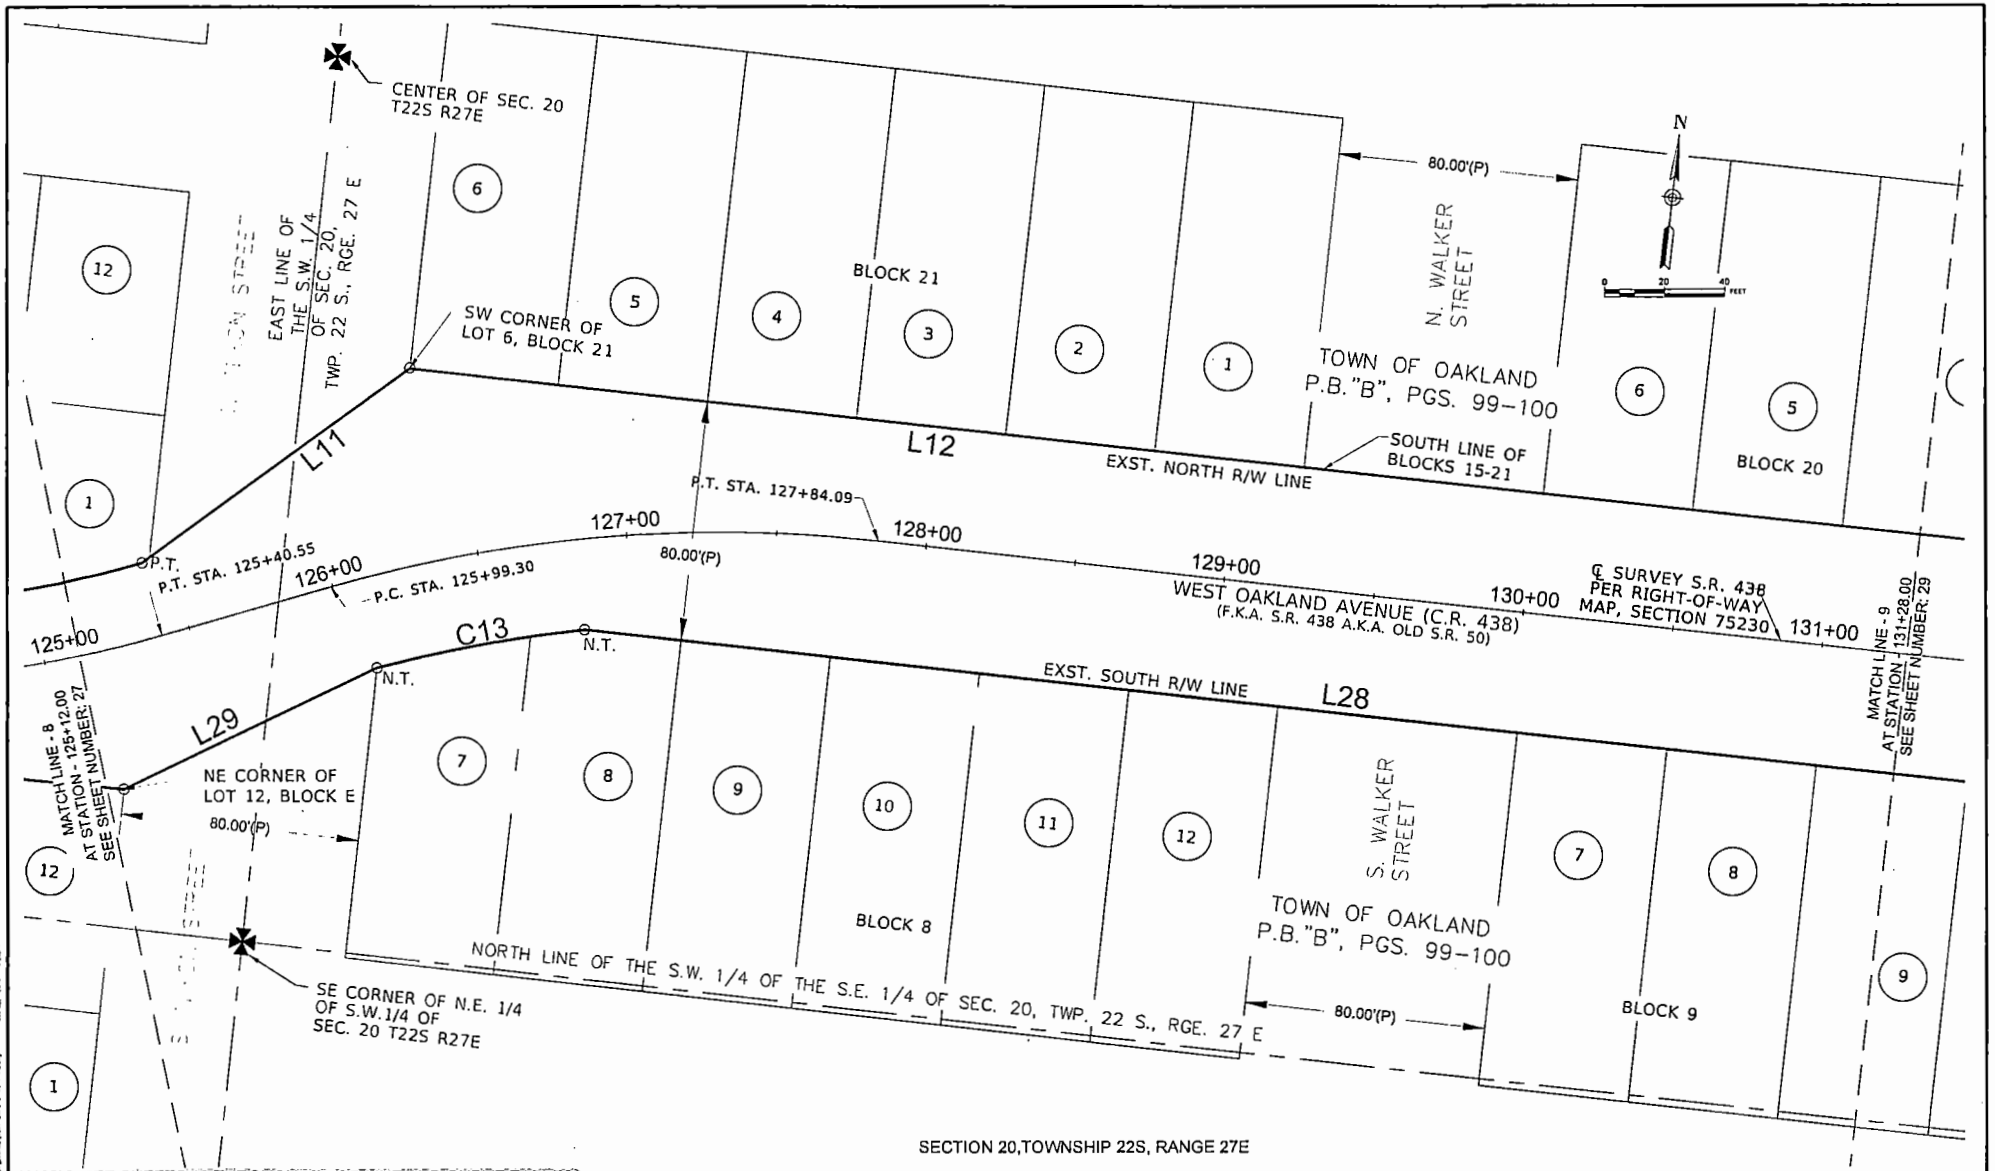 CENTER OF SEC. 20
T22S R27E
N
80.00'(P)
6
12
EAST LINE OF
THE S.W. 1/4
OF SEC. 20,
TWP. 22 S., RGE. 27 E
5
BLOCK 21
4
3
2
1
N. WALKER
STREET
0 20 40
FEET
SW CORNER OF
LOT 6, BLOCK 21
TOWN OF OAKLAND
P.B."B", PGS. 99-100
6
5
BLOCK 20
L11
L12
EXST. NORTH R/W LINE
SOUTH LINE OF
BLOCKS 15-21
1
P.T.
P.T. STA. 125+40.55
P.T. STA. 127+84.09
125+00
126+00
127+00
128+00
129+00
130+00
131+00
P.C. STA. 125+99.30
80.00'(P)
WEST OAKLAND AVENUE (C.R. 438)
(F.K.A. S.R. 438 A.K.A. OLD S.R. 50)
℄ SURVEY S.R. 438
PER RIGHT-OF-WAY
MAP, SECTION 75230
MATCH LINE - 9
AT STATION - 131+28.00
SEE SHEET NUMBER: 29
C13
N.T.
N.T.
EXST. SOUTH R/W LINE
L28
L29
MATCH LINE - 8
AT STATION - 125+12.00
SEE SHEET NUMBER: 27
NE CORNER OF
LOT 12, BLOCK E
80.00'(P)
7
8
9
10
11
12
S. WALKER
STREET
7
8
9
12
BLOCK 8
TOWN OF OAKLAND
P.B."B", PGS. 99-100
NORTH LINE OF THE S.W. 1/4 OF THE S.E. 1/4 OF SEC. 20, TWP. 22 S., RGE. 27 E
SE CORNER OF N.E. 1/4
OF S.W.1/4 OF
SEC. 20 T22S R27E
80.00'(P)
BLOCK 9
1
SECTION 20,TOWNSHIP 22S, RANGE 27E